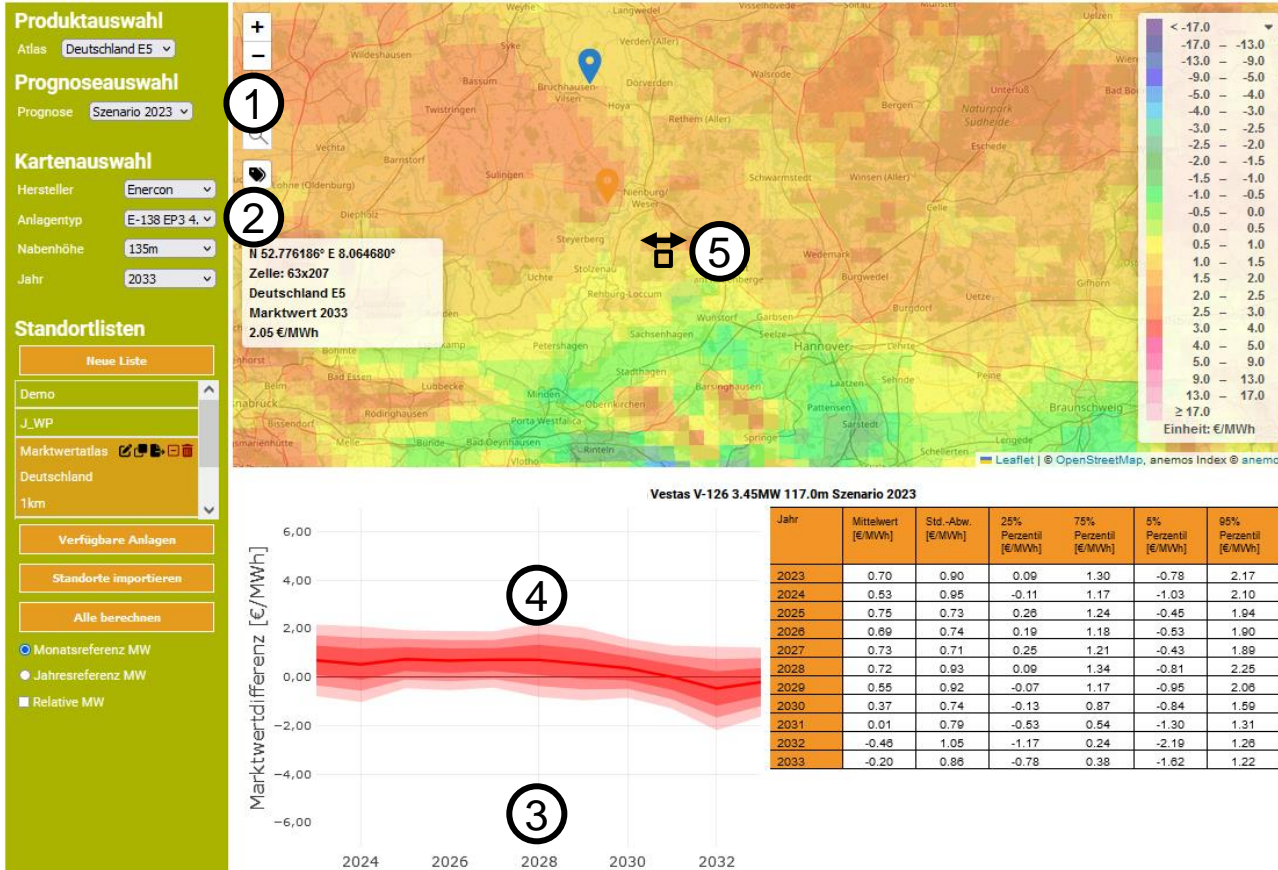 Produktauswahl
Atlas Deutschland E5
Prognoseauswahl
Prognose Szenario 2023
Kartenauswahl
Hersteller Enercon
Anlagentyp E-138 EP3 4.
Nabenhöhe 135m
Jahr 2033
Standortlisten
Neue Liste
Demo
J_WP
Marktwertatlas
Deutschland
1km
Verfügbare Anlagen
Standorte importieren
Alle berechnen
Monatsreferenz MW
Jahresreferenz MW
Relative MW
+
−
1
2
N 52.776186° E 8.064680°
Zelle: 63x207
Deutschland E5
Marktwert 2033
2.05 €/MWh
5
Weyhe
Langwedel
Visselhövede
Soltau
Munster
Uelzen
Wildeshausen
Syke
Verden (Aller)
Bassum
Bruchhausen-
Vilsen
Dörverden
Walsrode
Unterlüß
Twistringen
Hoya
Bergen
Naturpark
Südheide
Rethem (Aller)
Eschede
Vechta
Barnstorf
Sulingen
Schwarmstedt
Winsen (Aller)
Lohne (Oldenburg)
Nienburg/
Weser
Celle
Diepholz
Steyerberg
Wedemark
Uchte
Stolzenau
Burgwedel
Rehburg-Loccum
Uetze
Gifhorn
Burgdorf
Wunstorf
Garbsen
Seelze
Petershagen
Sachsenhagen
Hannover
Lehrte
Bohmte
Stadthagen
Bad Essen
Lübbecke
Minden
Barsinghausen
Laatzen
Sehnde
Peine
Obernkirchen
Pattensen
Braunschweig
Rödinghausen
Porta Westfalica
Sarstedt
Bissendorf
Melle
Bünde
Bad Oeynhausen
Springe
Lengede
Schellerten
Vlotho
Rinteln
< -17.0
-17.0 – -13.0
-13.0 – -9.0
-9.0 – -5.0
-5.0 – -4.0
-4.0 – -3.0
-3.0 – -2.5
-2.5 – -2.0
-2.0 – -1.5
-1.5 – -1.0
-1.0 – -0.5
-0.5 – 0.0
0.0 – 0.5
0.5 – 1.0
1.0 – 1.5
1.5 – 2.0
2.0 – 2.5
2.5 – 3.0
3.0 – 4.0
4.0 – 5.0
5.0 – 9.0
9.0 – 13.0
13.0 – 17.0
≥ 17.0
Einheit: €/MWh
Leaflet | © OpenStreetMap, anemos Index © anemo
Vestas V-126 3.45MW 117.0m Szenario 2023
Marktwertdifferenz [€/MWh]
6,00
4,00
2,00
0,00
−2,00
−4,00
−6,00
4
3
2024 2026 2028 2030 2032
Jahr Mittelwert [€/MWh] Std.-Abw. [€/MWh] 25% Perzentil [€/MWh] 75% Perzentil [€/MWh] 5% Perzentil [€/MWh] 95% Perzentil [€/MWh]
2023 0.70 0.90 0.09 1.30 -0.78 2.17
2024 0.53 0.95 -0.11 1.17 -1.03 2.10
2025 0.75 0.73 0.26 1.24 -0.45 1.94
2026 0.69 0.74 0.19 1.18 -0.53 1.90
2027 0.73 0.71 0.25 1.21 -0.43 1.89
2028 0.72 0.93 0.09 1.34 -0.81 2.25
2029 0.55 0.92 -0.07 1.17 -0.95 2.06
2030 0.37 0.74 -0.13 0.87 -0.84 1.59
2031 0.01 0.79 -0.53 0.54 -1.30 1.31
2032 -0.46 1.05 -1.17 0.24 -2.19 1.26
2033 -0.20 0.86 -0.78 0.38 -1.62 1.22